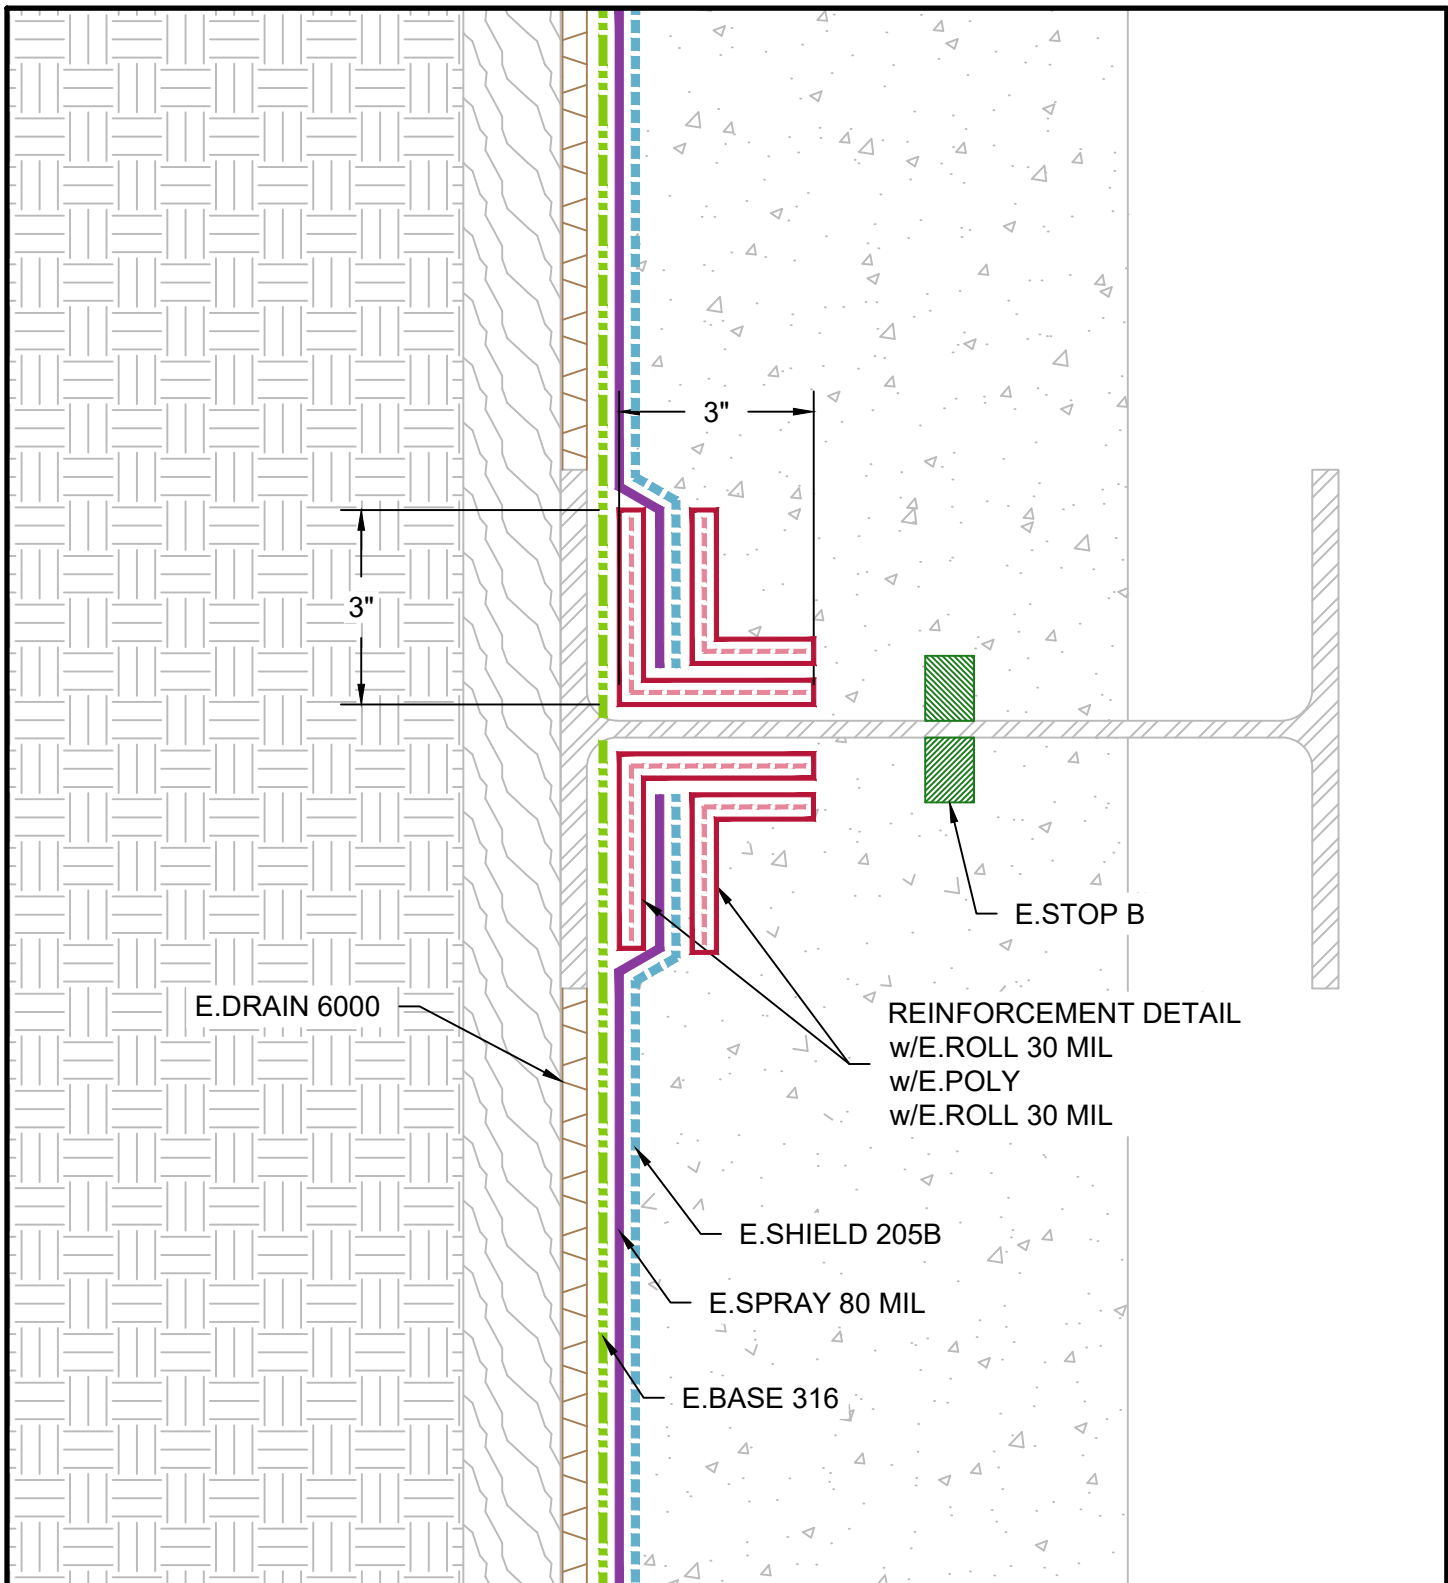 3"
3"
E.STOP B
E.DRAIN 6000
REINFORCEMENT DETAIL
w/E.ROLL 30 MIL
w/E.POLY
w/E.ROLL 30 MIL
E.SHIELD 205B
E.SPRAY 80 MIL
E.BASE 316